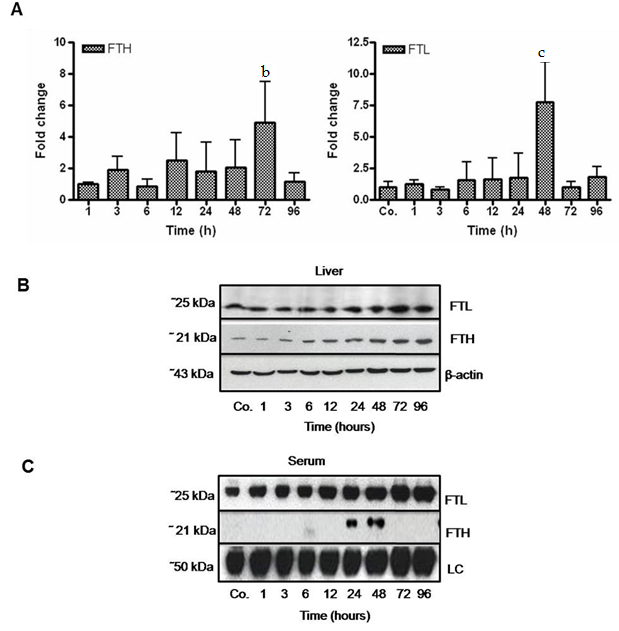 A
FTH
b
Fold change
10
8
6
4
2
0
1 3 6 12 24 48 72 96
Time (h)
FTL
c
Fold change
12.5
10.0
7.5
5.0
2.5
0.0
Co. 1 3 6 12 24 48 72 96
Time (h)
B
Liver
~25 kDa FTL
~ 21 kDa FTH
~43 kDa β-actin
Co. 1 3 6 12 24 48 72 96
Time (hours)
C
Serum
~25 kDa FTL
~ 21 kDa FTH
~50 kDa LC
Co. 1 3 6 12 24 48 72 96
Time (hours)